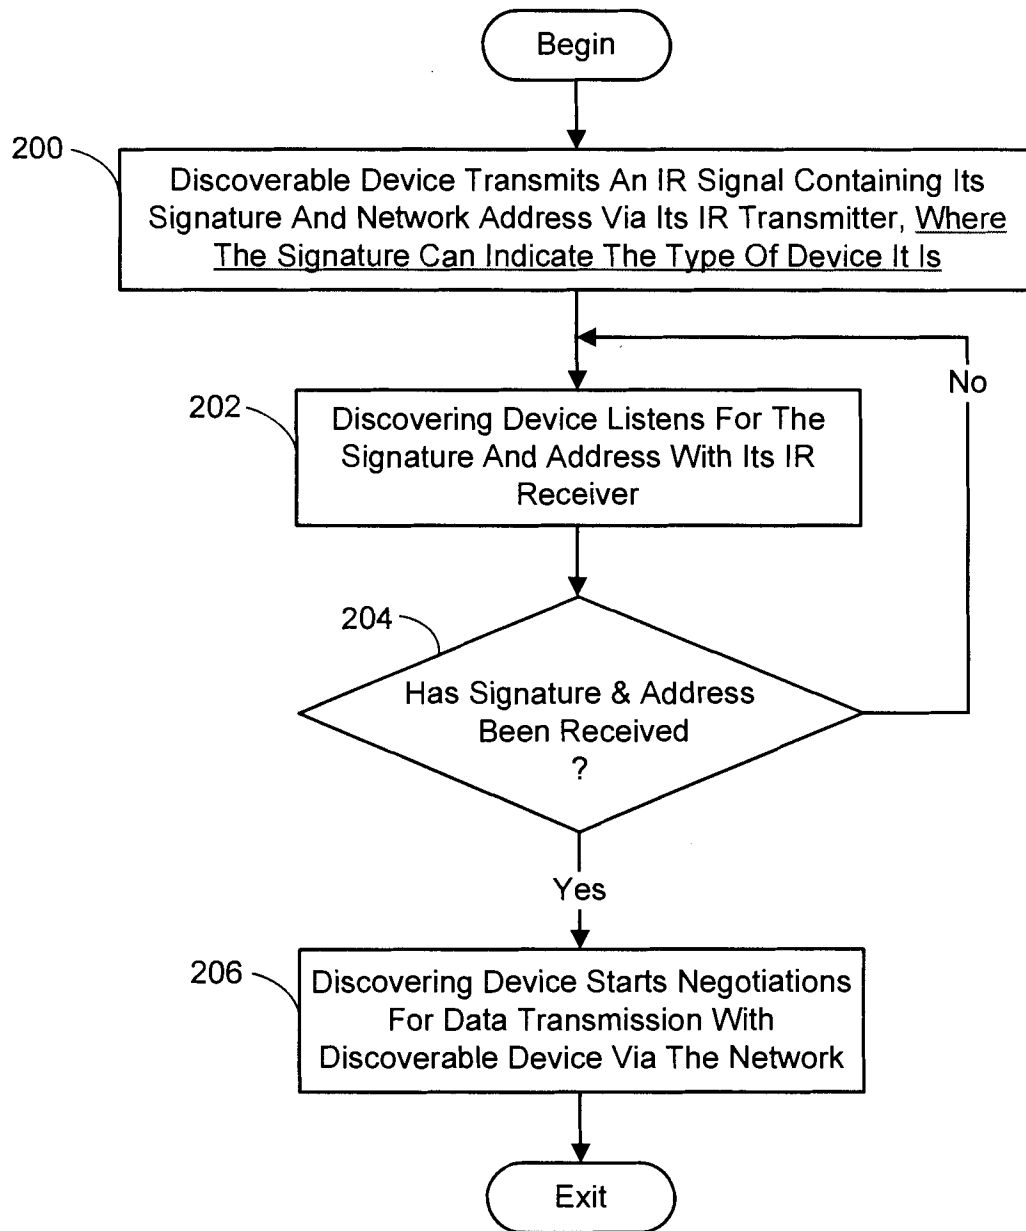 Begin
200
Discoverable Device Transmits An IR Signal Containing Its
Signature And Network Address Via Its IR Transmitter, Where
The Signature Can Indicate The Type Of Device It Is
No
202
Discovering Device Listens For The
Signature And Address With Its IR
Receiver
204
Has Signature & Address
Been Received
?
Yes
206
Discovering Device Starts Negotiations
For Data Transmission With
Discoverable Device Via The Network
Exit